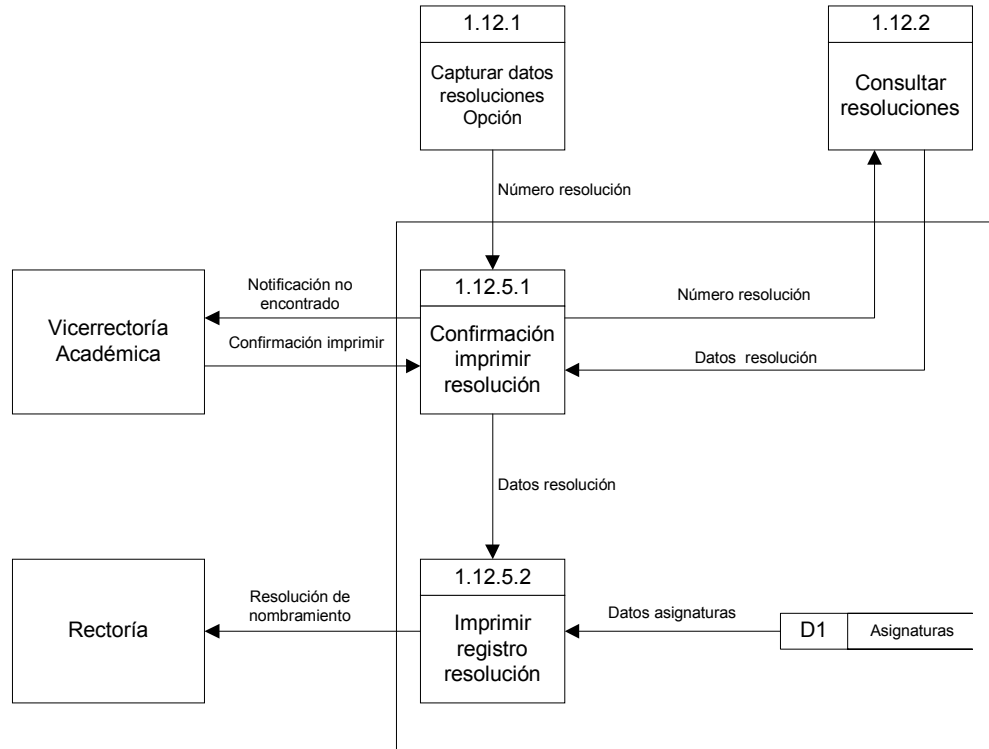 1.12.1
Capturar datos
resoluciones
Opción
1.12.2
Consultar
resoluciones
Número resolución
Vicerrectoría
Académica
Notificación no
encontrado
Confirmación imprimir
1.12.5.1
Confirmación
imprimir
resolución
Número resolución
Datos resolución
Datos resolución
Rectoría
Resolución de
nombramiento
1.12.5.2
Imprimir
registro
resolución
Datos asignaturas
D1
Asignaturas